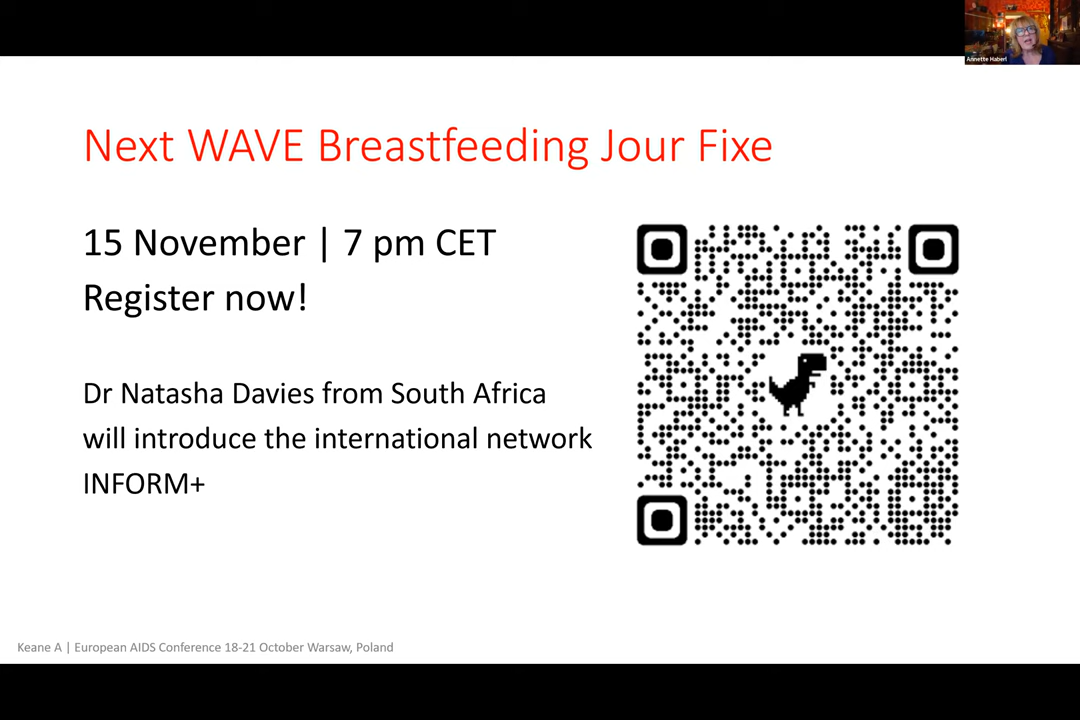 Annette Haberl
Next WAVE Breastfeeding Jour Fixe
15 November | 7 pm CET
Register now!
Dr Natasha Davies from South Africa
will introduce the international network
INFORM+
Keane A | European AIDS Conference 18-21 October Warsaw, Poland